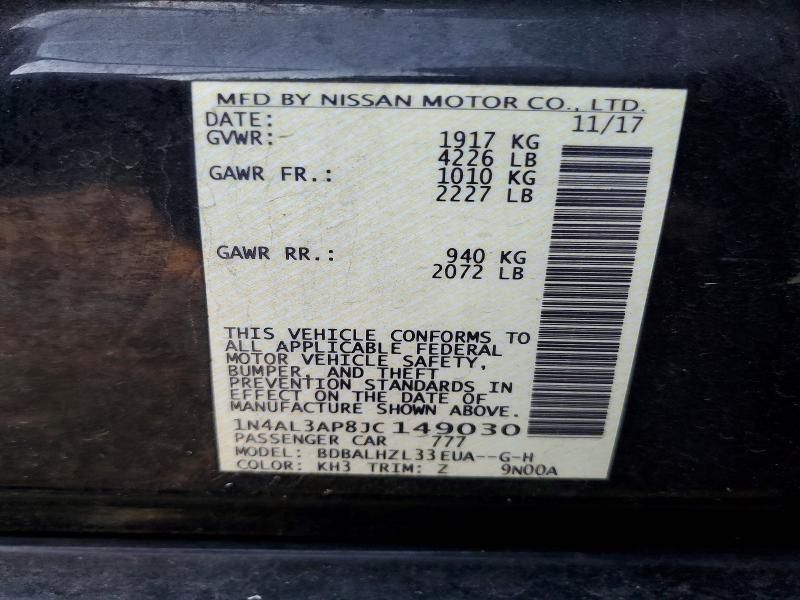 MFD BY NISSAN MOTOR CO., LTD.
DATE: 11/17
GVWR: 1917 KG
4226 LB
GAWR FR.: 1010 KG
2227 LB
GAWR RR.: 940 KG
2072 LB
THIS VEHICLE CONFORMS TO
ALL APPLICABLE FEDERAL
MOTOR VEHICLE SAFETY,
BUMPER, AND THEFT
PREVENTION STANDARDS IN
EFFECT ON THE DATE OF
MANUFACTURE SHOWN ABOVE.
1N4AL3AP8JC149030
PASSENGER CAR 777
MODEL: BDBALHZL33EUA--G-H
COLOR: KH3 TRIM: Z 9N00A